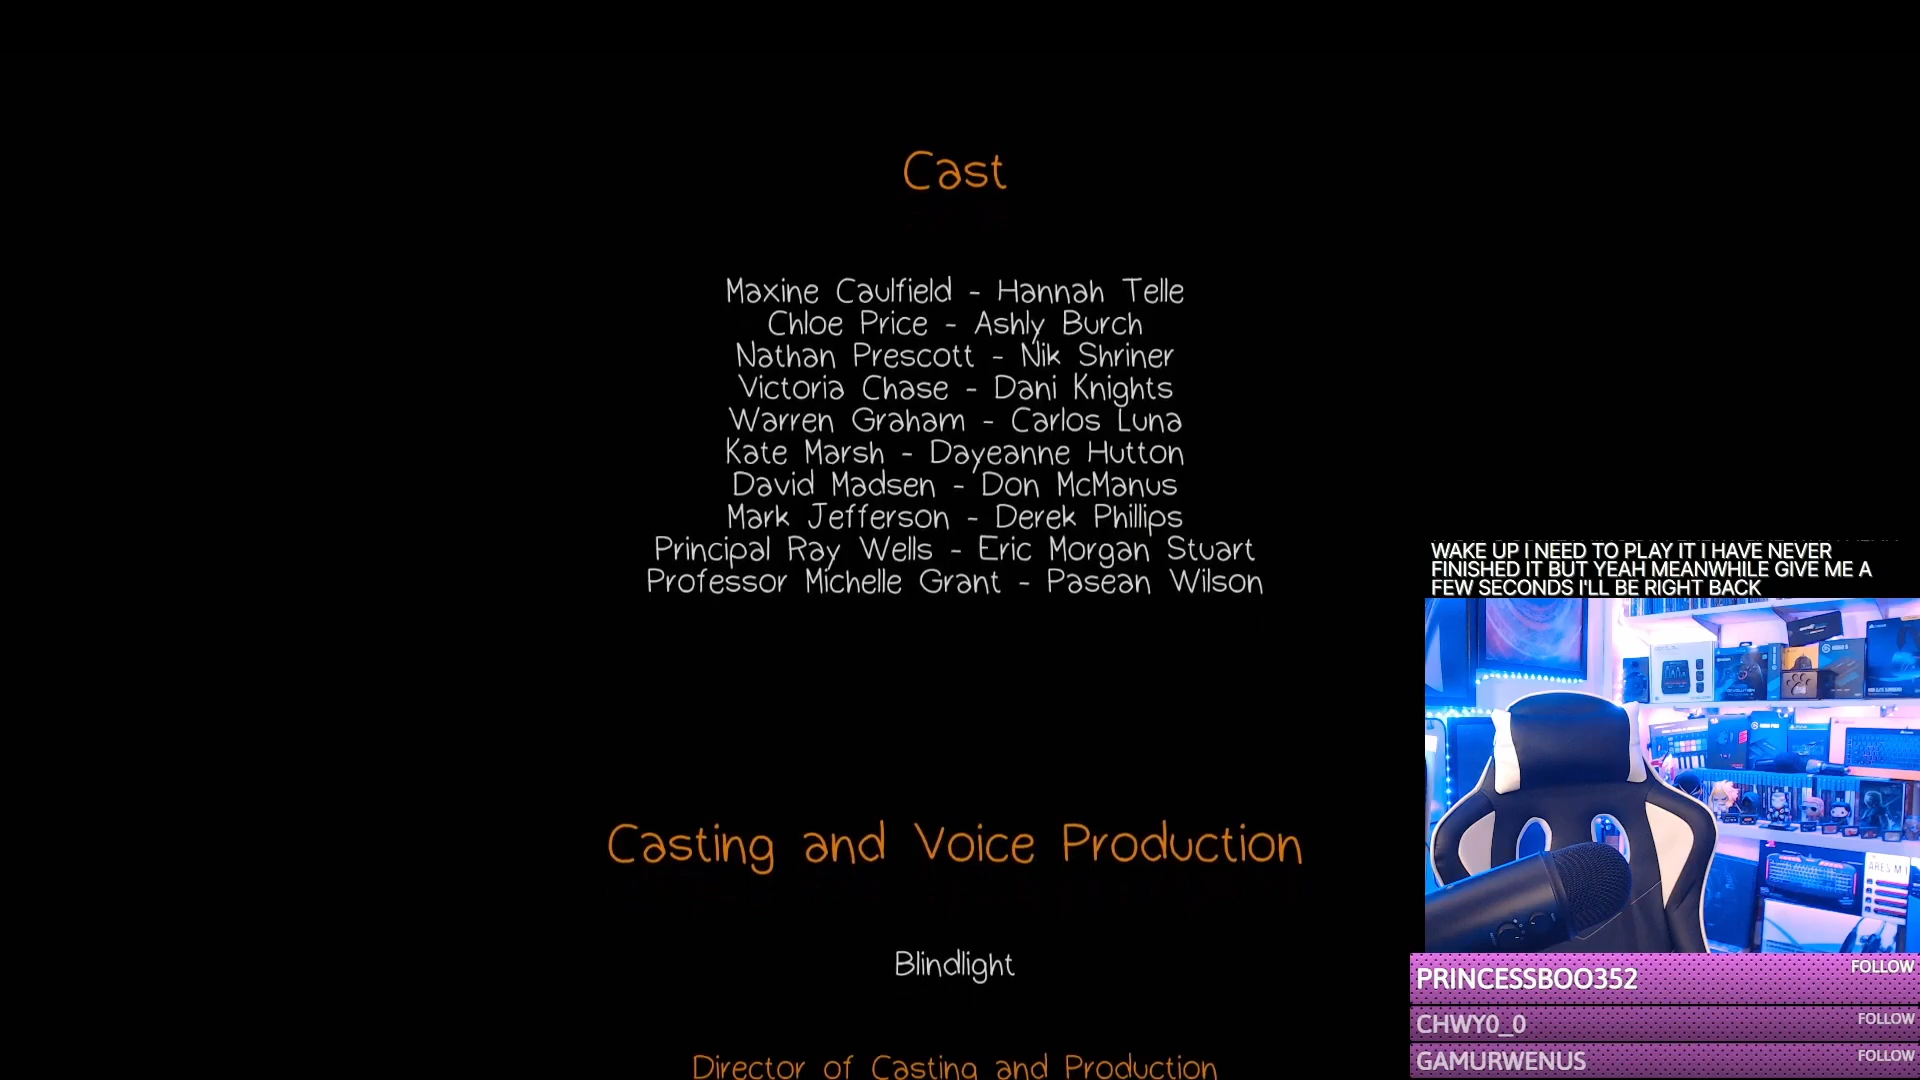 Cast
Maxine Caulfield - Hannah Telle
Chloe Price - Ashly Burch
Nathan Prescott - Nik Shriner
Victoria Chase - Dani Knights
Warren Graham - Carlos Luna
Kate Marsh - Dayeanne Hutton
David Madsen - Don McManus
Mark Jefferson - Derek Phillips
Principal Ray Wells - Eric Morgan Stuart
Professor Michelle Grant - Pasean Wilson
Casting and Voice Production
Blindlight
Director of Casting and Production
WAKE UP I NEED TO PLAY IT I HAVE NEVER
FINISHED IT BUT YEAH MEANWHILE GIVE ME A
FEW SECONDS I'LL BE RIGHT BACK
ARES M1
PRINCESSBOO352 FOLLOW
CHWY0_0 FOLLOW
GAMURWENUS FOLLOW